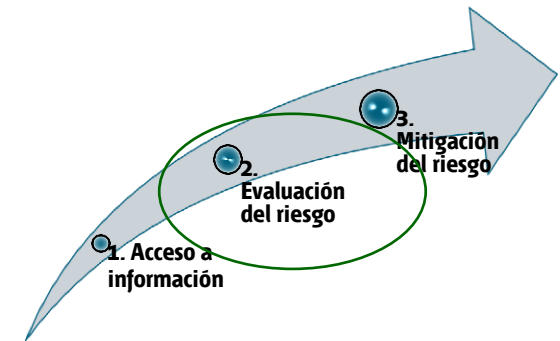 1. Acceso a
información
2.
Evaluación
del riesgo
3.
Mitigación
del riesgo